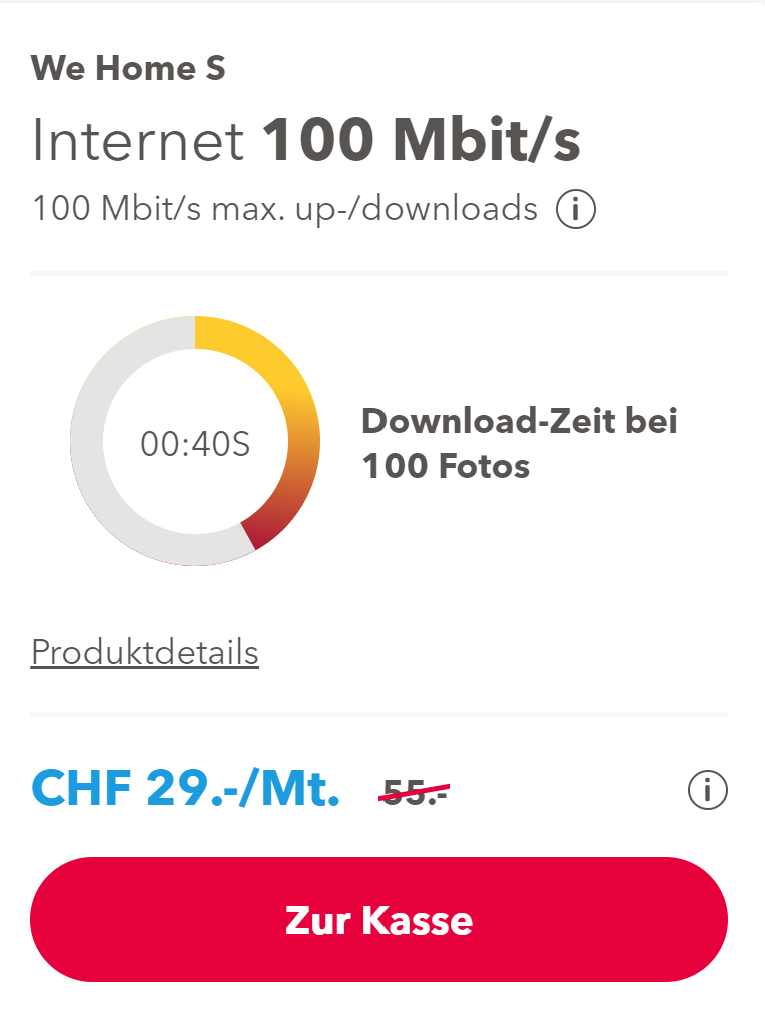 We Home S
Internet 100 Mbit/s
100 Mbit/s max. up-/downloads i
00:40S
Download-Zeit bei
100 Fotos
Produktdetails
CHF 29.-/Mt. 55.- i
Zur Kasse